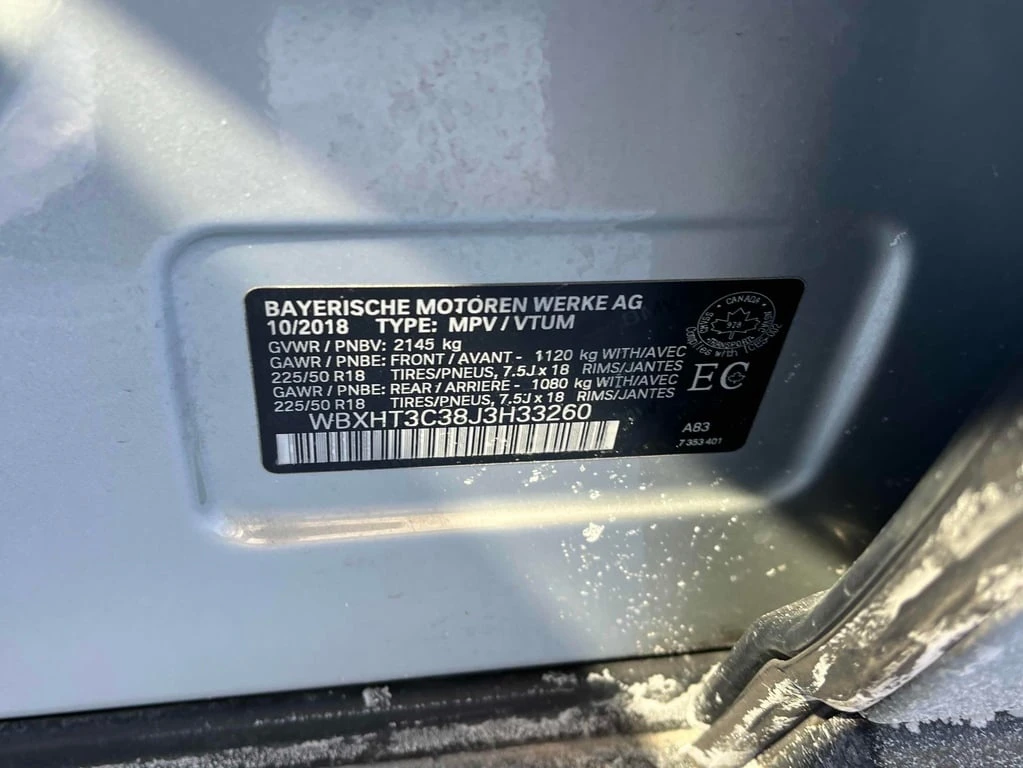 BAYERISCHE MOTOREN WERKE AG
10/2018 TYPE: MPV / VTUM
GVWR / PNBV: 2145 kg
GAWR / PNBE: FRONT / AVANT - 1120 kg WITH/AVEC
225/50 R18 TIRES/PNEUS, 7.5J x 18 RIMS/JANTES
GAWR / PNBE: REAR / ARRIERE - 1080 kg WITH/AVEC
225/50 R18 TIRES/PNEUS, 7.5J x 18 RIMS/JANTES
WBXHT3C38J3H33260
CANADA
EC
A83
7 353 401